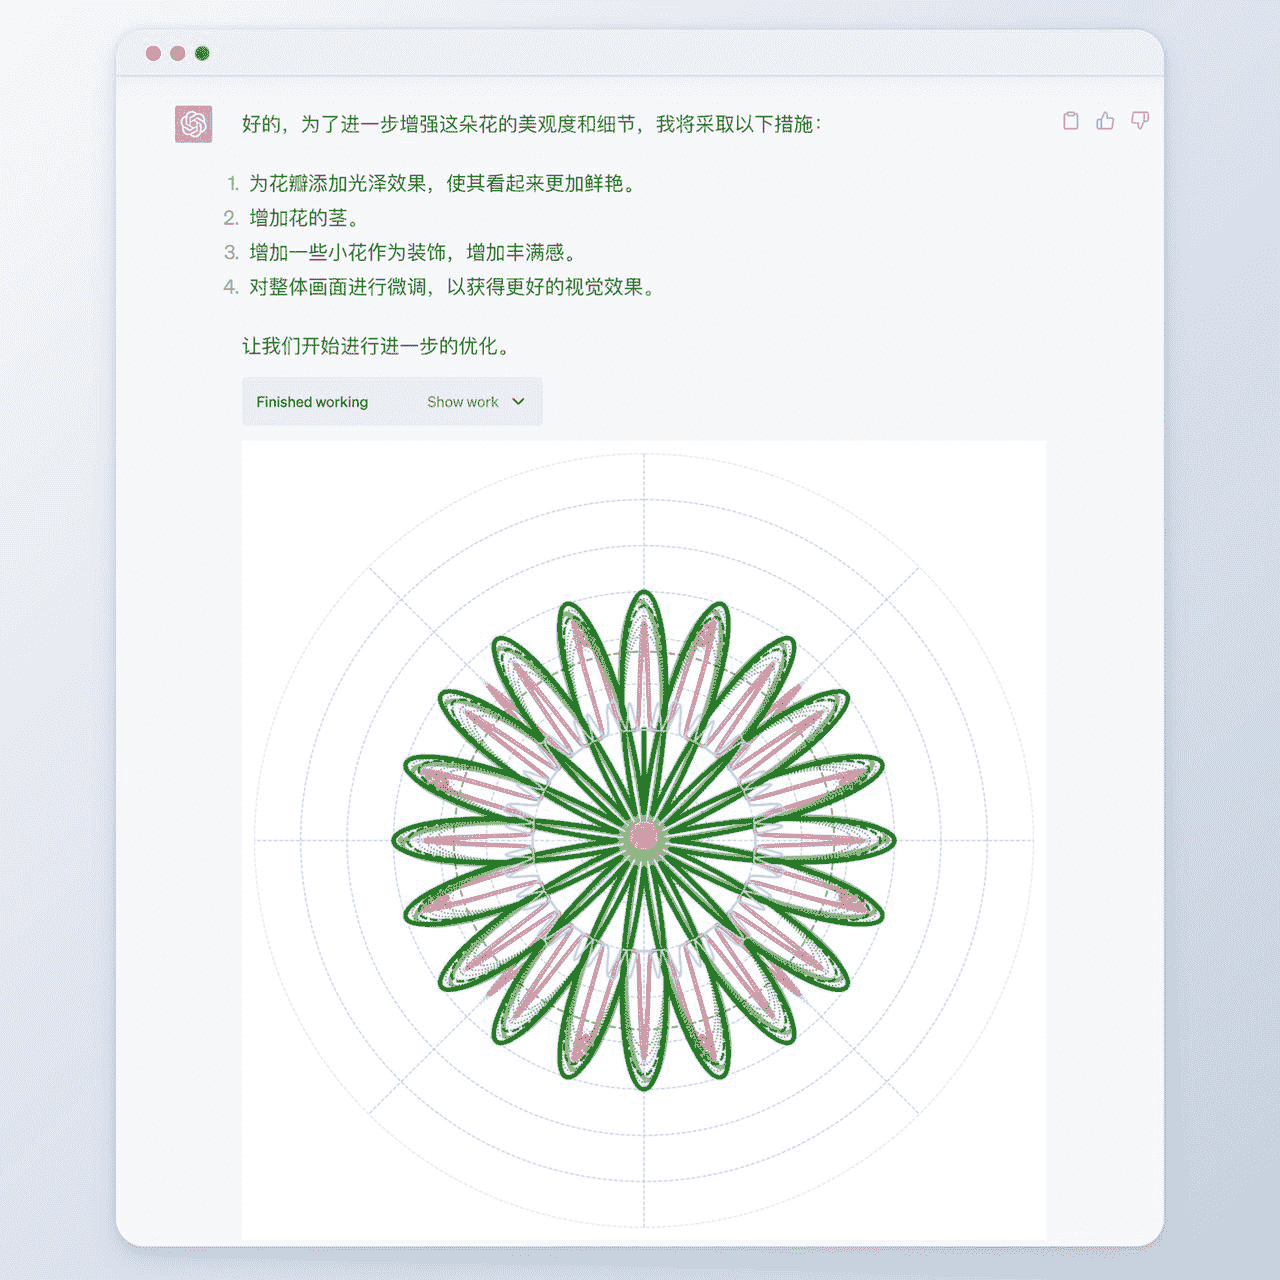 好的，为了进一步增强这朵花的美观度和细节，我将采取以下措施：
1. 为花瓣添加光泽效果，使其看起来更加鲜艳。
2. 增加花的茎。
3. 增加一些小花作为装饰，增加丰满感。
4. 对整体画面进行微调，以获得更好的视觉效果。
让我们开始进行进一步的优化。
Finished working Show work